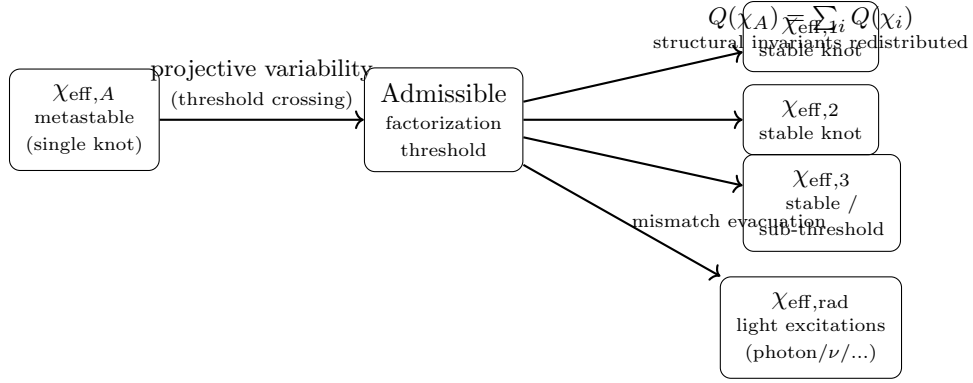 χeff,A
metastable
(single knot)
projective variability
(threshold crossing)
Admissible
factorization
threshold
Q(χA) = ∑i Q(χi)
structural invariants redistributed
χeff,1
stable knot
χeff,2
stable knot
χeff,3
stable /
sub-threshold
mismatch evacuation
χeff,rad
light excitations
(photon/ν/...)